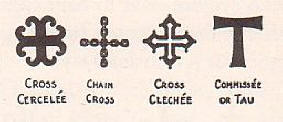 CROSS CERCELÉE
CHAIN CROSS
CROSS CLECHÉE
COMMISSÉE OR TAU